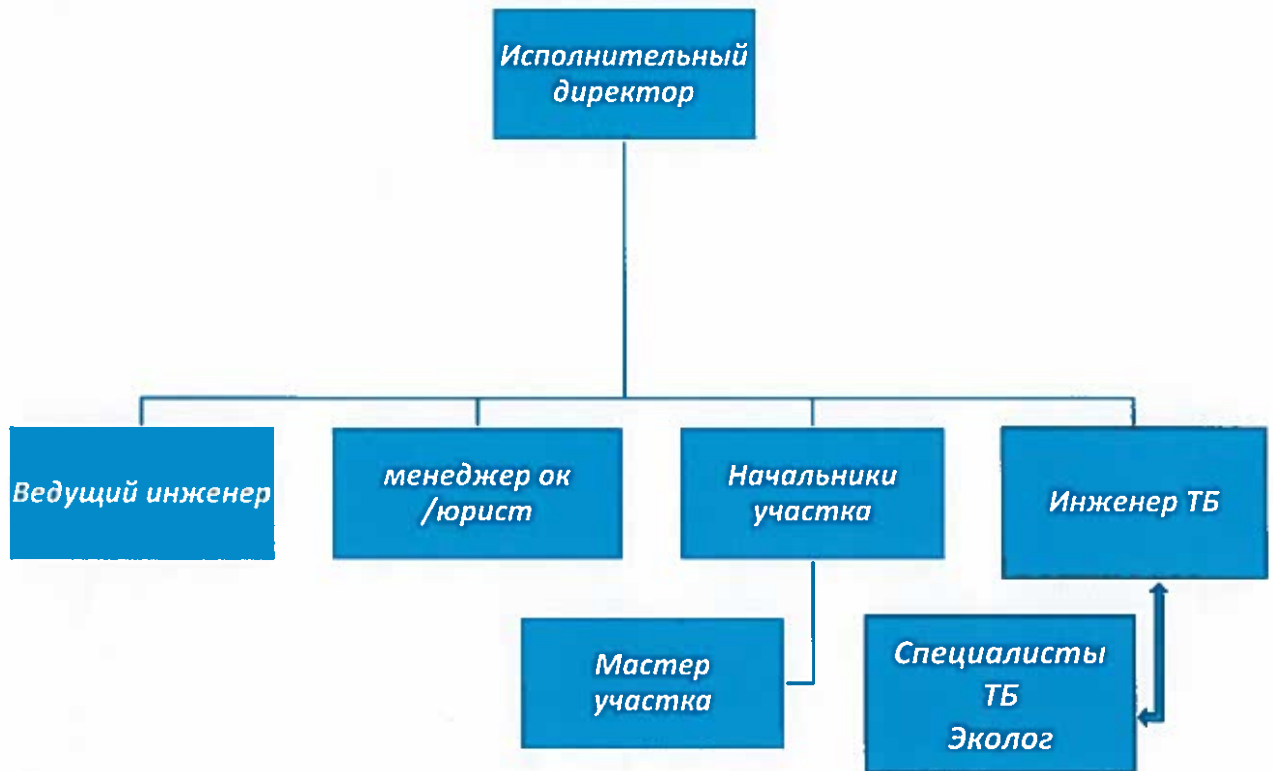 Исполнительный
директор
Ведущий инженер
менеджер ок
/юрист
Начальники
участка
Инженер ТБ
Мастер
участка
Специалисты
ТБ
Эколог